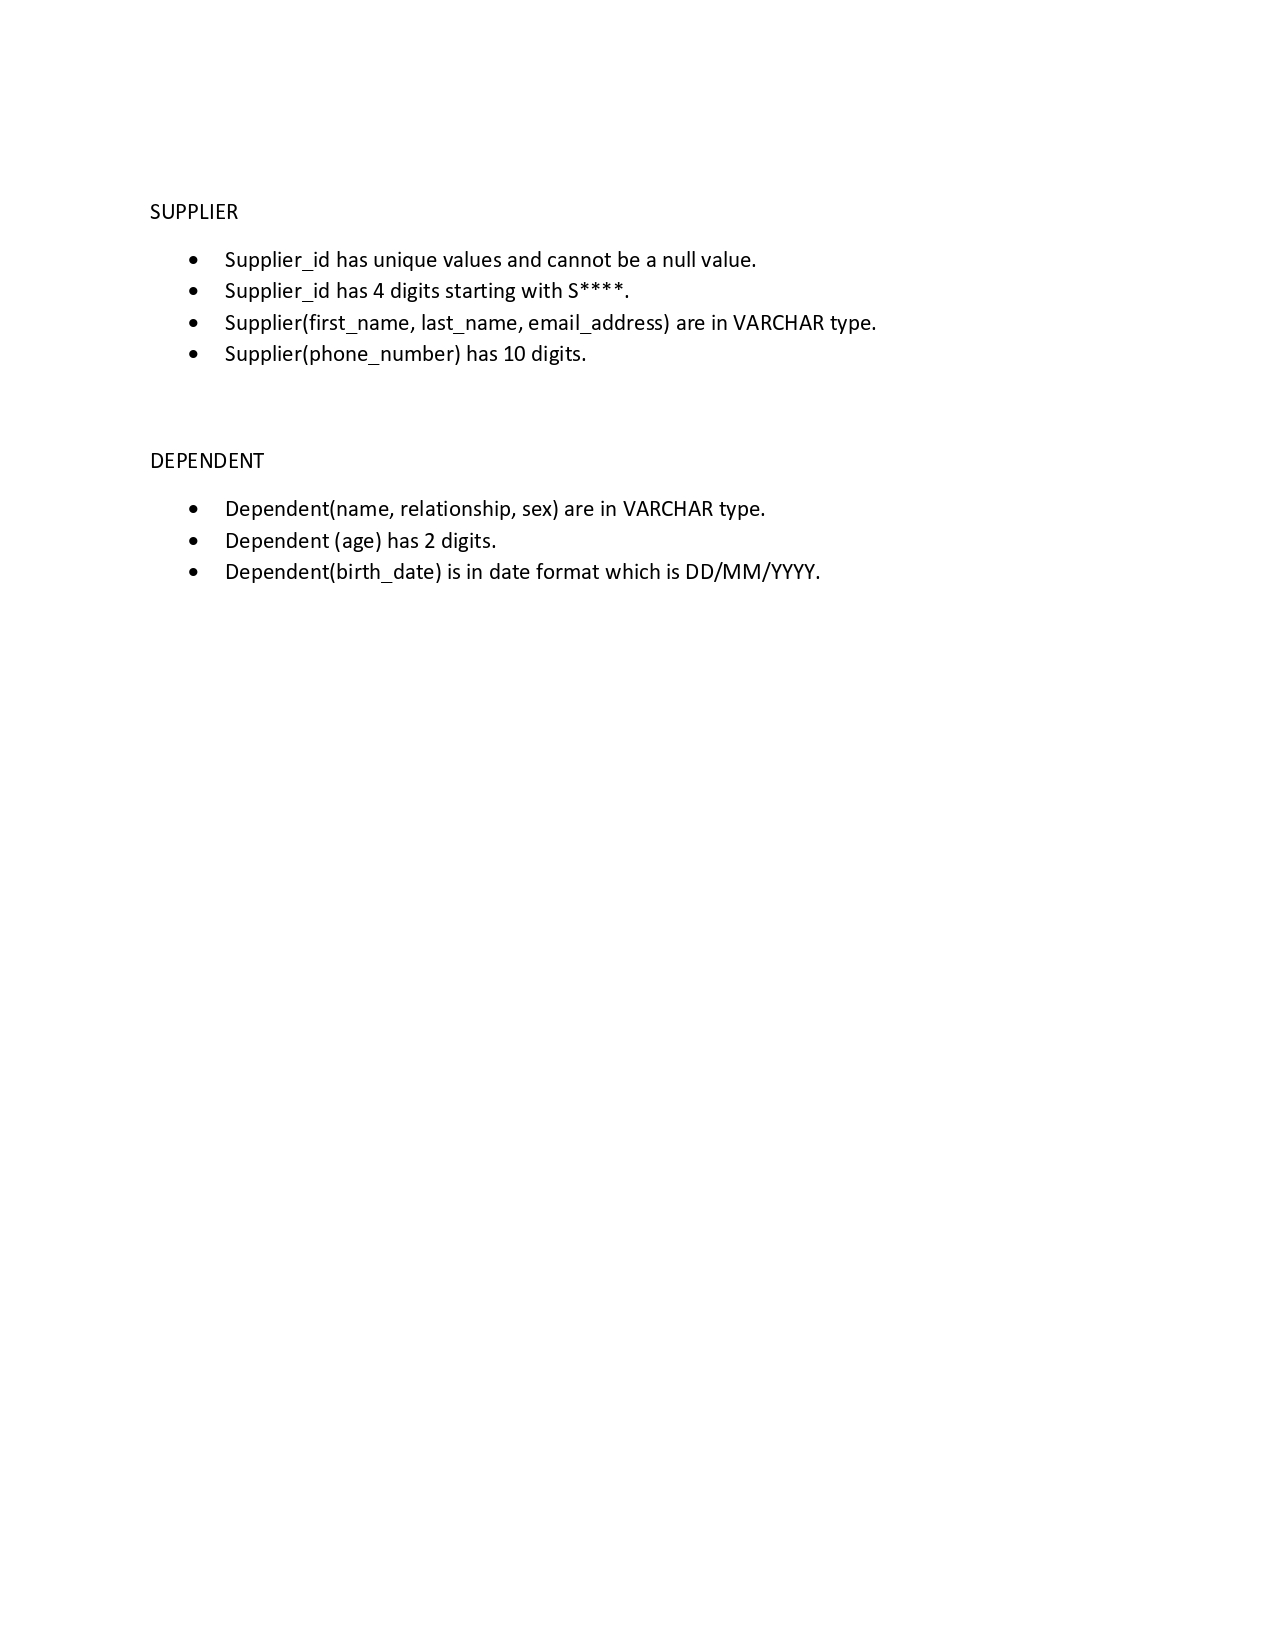 SUPPLIER
• Supplier_id has unique values and cannot be a null value.
• Supplier_id has 4 digits starting with S****.
• Supplier(first_name, last_name, email_address) are in VARCHAR type.
• Supplier(phone_number) has 10 digits.
DEPENDENT
• Dependent(name, relationship, sex) are in VARCHAR type.
• Dependent (age) has 2 digits.
• Dependent(birth_date) is in date format which is DD/MM/YYYY.